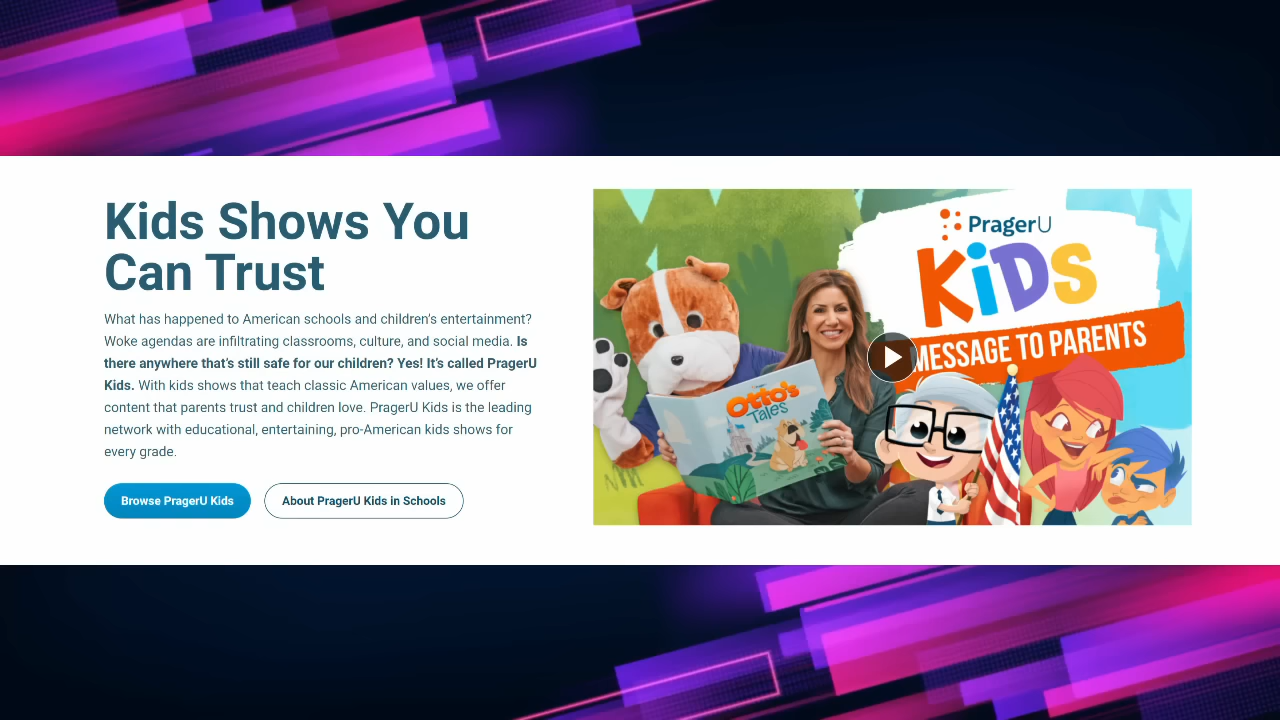 Kids Shows You
Can Trust
What has happened to American schools and children's entertainment?
Woke agendas are infiltrating classrooms, culture, and social media. Is
there anywhere that's still safe for our children? Yes! It's called PragerU
Kids. With kids shows that teach classic American values, we offer
content that parents trust and children love. PragerU Kids is the leading
network with educational, entertaining, pro-American kids shows for
every grade.
Browse PragerU Kids
About PragerU Kids in Schools
PragerU
KiDS
MESSAGE TO PARENTS
Otto's
Tales